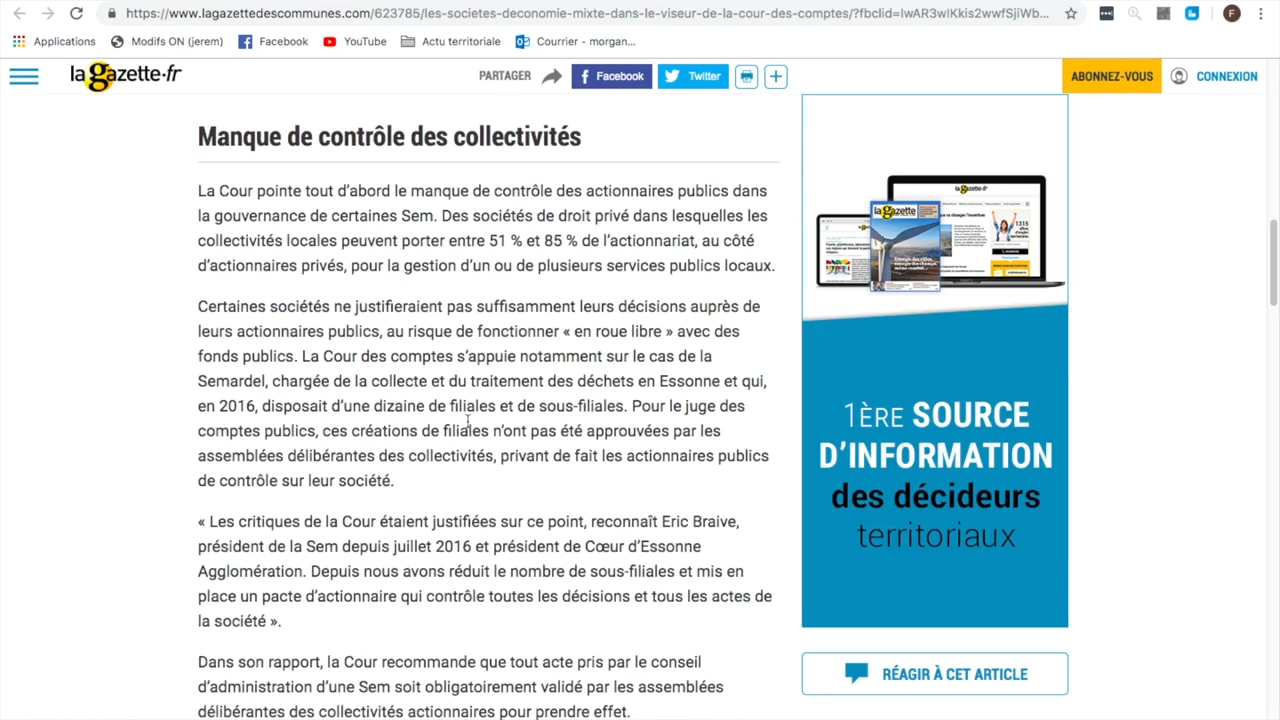 https://www.lagazettedescommunes.com/623785/les-societes-deconomie-mixte-dans-le-viseur-de-la-cour-des-comptes/?fbclid=IwAR3wlKkis2wwfSjiWb...
F
Applications
Modifs ON (jerem)
Facebook
YouTube
Actu territoriale
Courrier - morgan...
la gazette·fr
PARTAGER
Facebook
Twitter
ABONNEZ-VOUS
CONNEXION
Manque de contrôle des collectivités
La Cour pointe tout d'abord le manque de contrôle des actionnaires publics dans
la gouvernance de certaines Sem. Des sociétés de droit privé dans lesquelles les
collectivités locales peuvent porter entre 51 % et 85 % de l'actionnariat, au côté
d'actionnaires privés, pour la gestion d'un ou de plusieurs services publics locaux.
Certaines sociétés ne justifieraient pas suffisamment leurs décisions auprès de
leurs actionnaires publics, au risque de fonctionner « en roue libre » avec des
fonds publics. La Cour des comptes s'appuie notamment sur le cas de la
Semardel, chargée de la collecte et du traitement des déchets en Essonne et qui,
en 2016, disposait d'une dizaine de filiales et de sous-filiales. Pour le juge des
comptes publics, ces créations de filiales n'ont pas été approuvées par les
assemblées délibérantes des collectivités, privant de fait les actionnaires publics
de contrôle sur leur société.
« Les critiques de la Cour étaient justifiées sur ce point, reconnaît Eric Braive,
président de la Sem depuis juillet 2016 et président de Cœur d'Essonne
Agglomération. Depuis nous avons réduit le nombre de sous-filiales et mis en
place un pacte d'actionnaire qui contrôle toutes les décisions et tous les actes de
la société ».
Dans son rapport, la Cour recommande que tout acte pris par le conseil
d'administration d'une Sem soit obligatoirement validé par les assemblées
délibérantes des collectivités actionnaires pour prendre effet.
la gazette·fr
la gazette
1ÈRE SOURCE
D'INFORMATION
des décideurs
territoriaux
RÉAGIR À CET ARTICLE